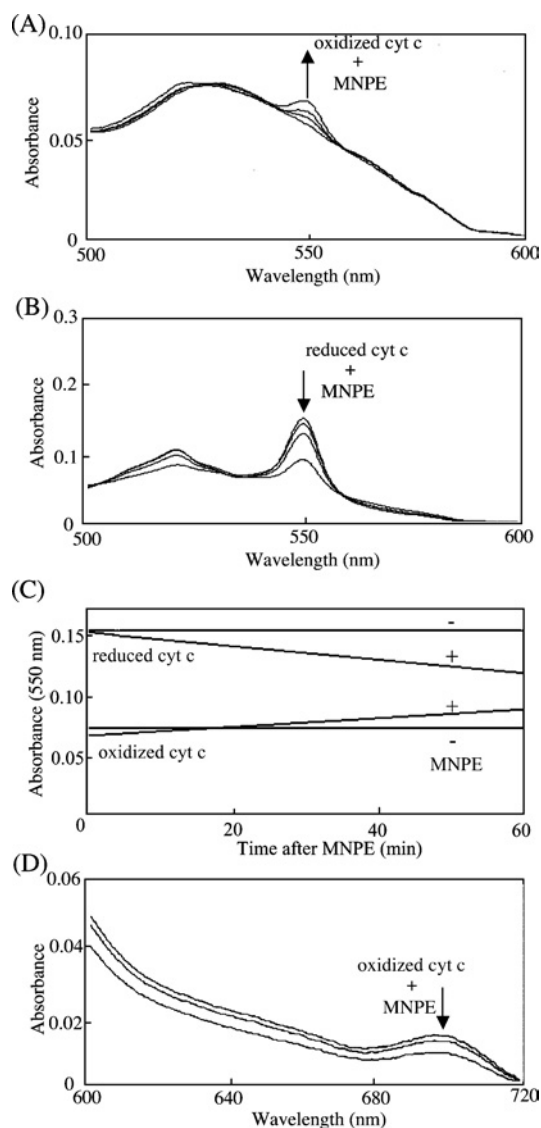 (A)
0.10
oxidized cyt c
+
MNPE
0.05
Absorbance
0
500
550
600
Wavelength (nm)
(B)
0.3
reduced cyt c
+
MNPE
0.2
0.1
Absorbance
0
500
550
600
Wavelength (nm)
(C)
-
0.15
reduced cyt c
+
+
0.05
oxidized cyt c
-
MNPE
Absorbance (550 nm)
0
20
40
60
Time after MNPE (min)
(D)
0.06
0.04
oxidized cyt c
+
MNPE
0.02
Absorbance
0
600
640
680
720
Wavelength (nm)